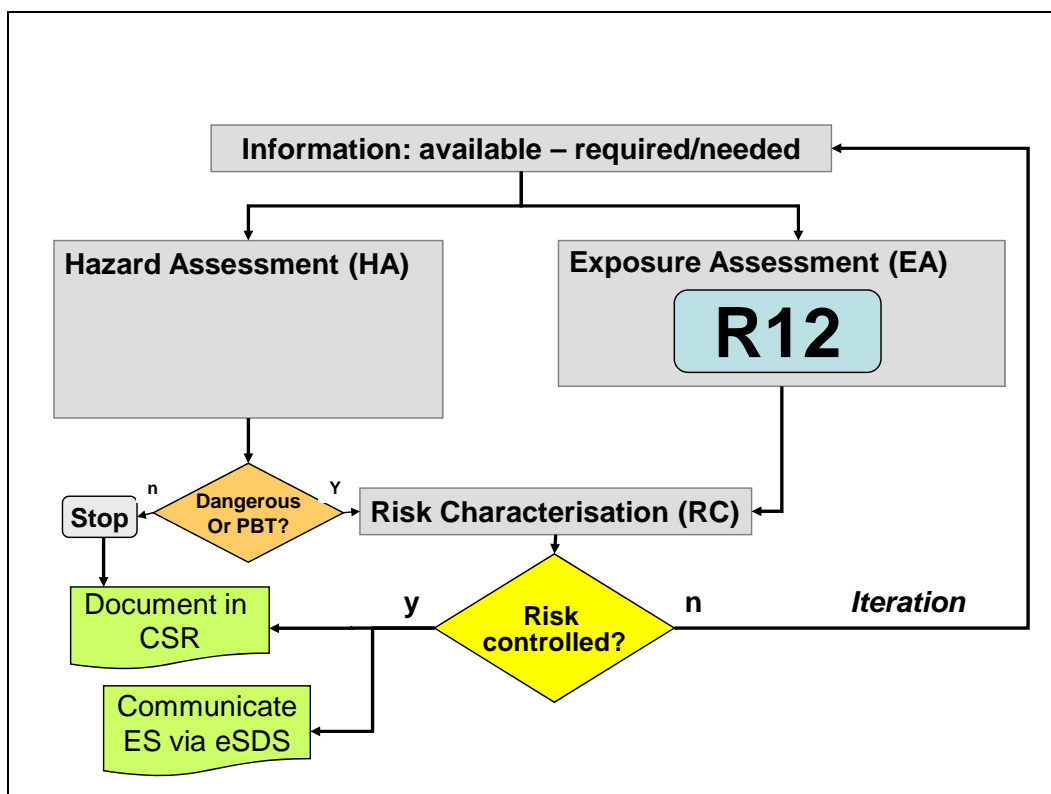 Information: available – required/needed
Hazard Assessment (HA)
Exposure Assessment (EA)
R12
n
Y
Stop
Dangerous
Or PBT?
Risk Characterisation (RC)
Document in
CSR
y
Risk
controlled?
n
Iteration
Communicate
ES via eSDS